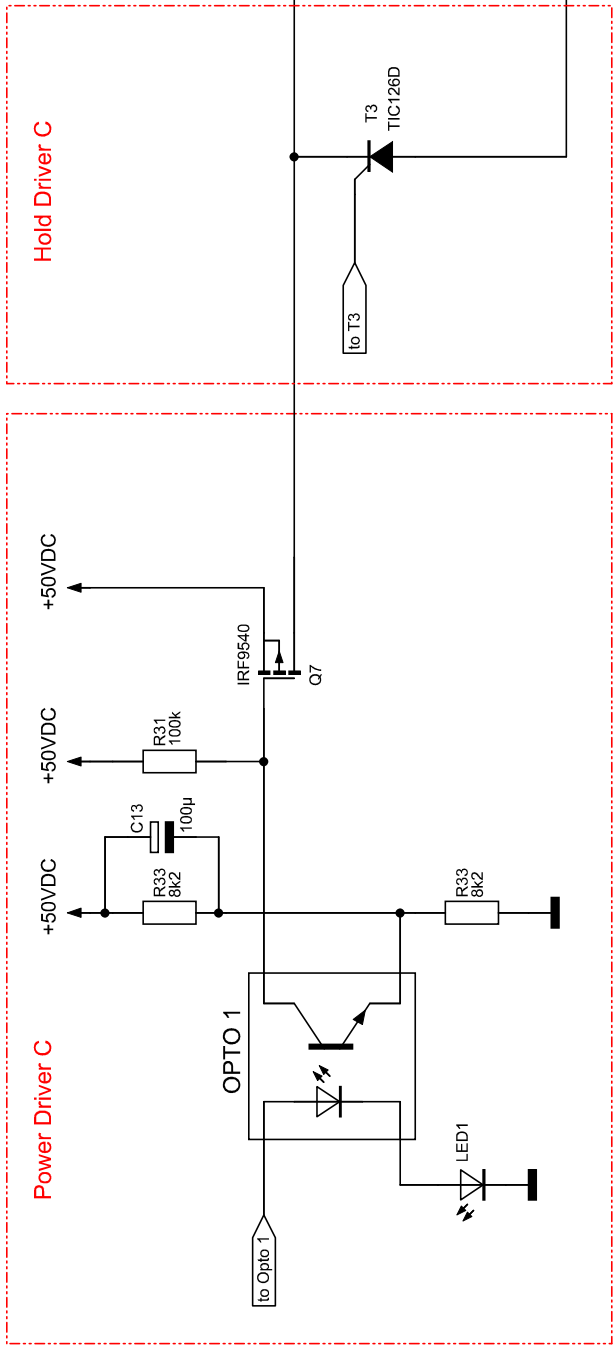 Hold Driver C
T3
TIC126D
to T3
+50VDC
IRF9540
Q7
+50VDC
R31
100k
+50VDC
C13
100µ
R33
8k2
R33
8k2
Power Driver C
OPTO 1
LED1
to Opto 1